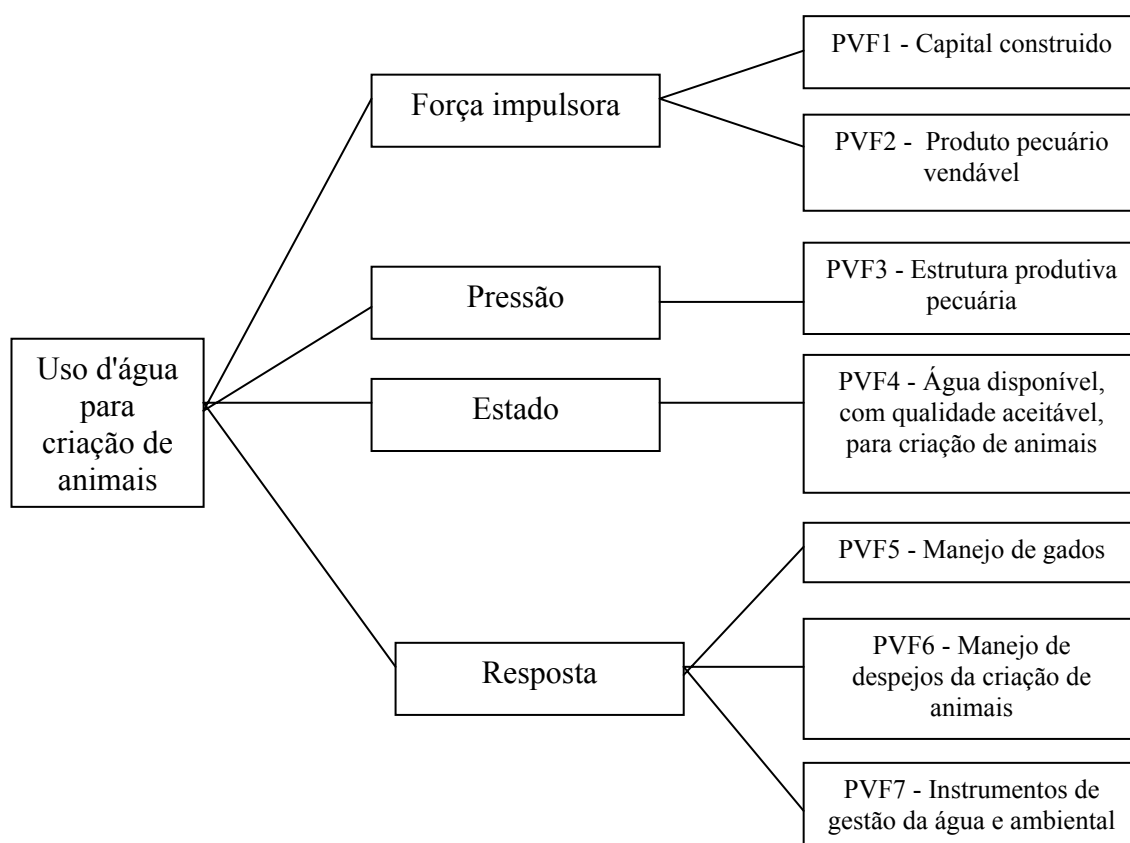 Uso d'água
para
criação de
animais
Força impulsora
Pressão
Estado
Resposta
PVF1 - Capital construido
PVF2 - Produto pecuário
vendável
PVF3 - Estrutura produtiva
pecuária
PVF4 - Água disponível,
com qualidade aceitável,
para criação de animais
PVF5 - Manejo de gados
PVF6 - Manejo de
despejos da criação de
animais
PVF7 - Instrumentos de
gestão da água e ambiental